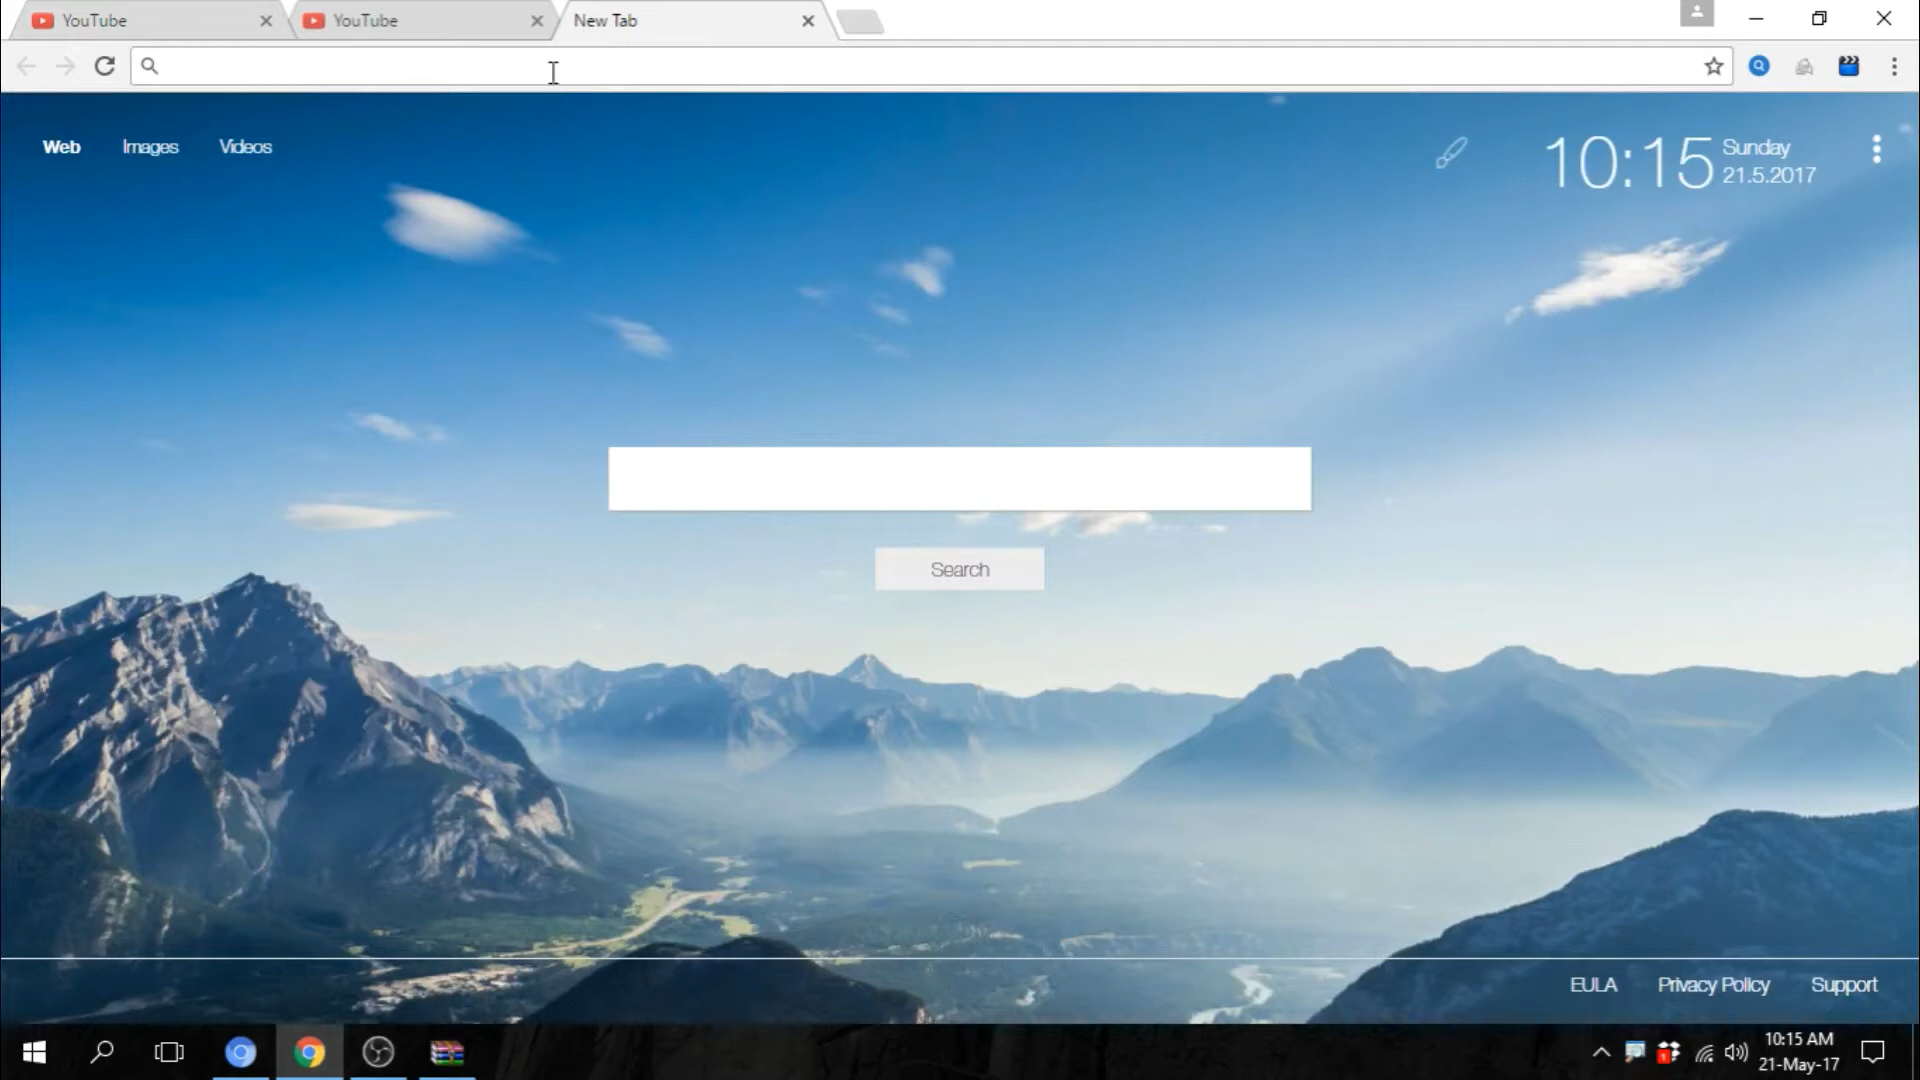 YouTube
YouTube
New Tab
Web
Images
Videos
10:15
Sunday
21.5.2017
Search
EULA
Privacy Policy
Support
10:15 AM
21-May-17